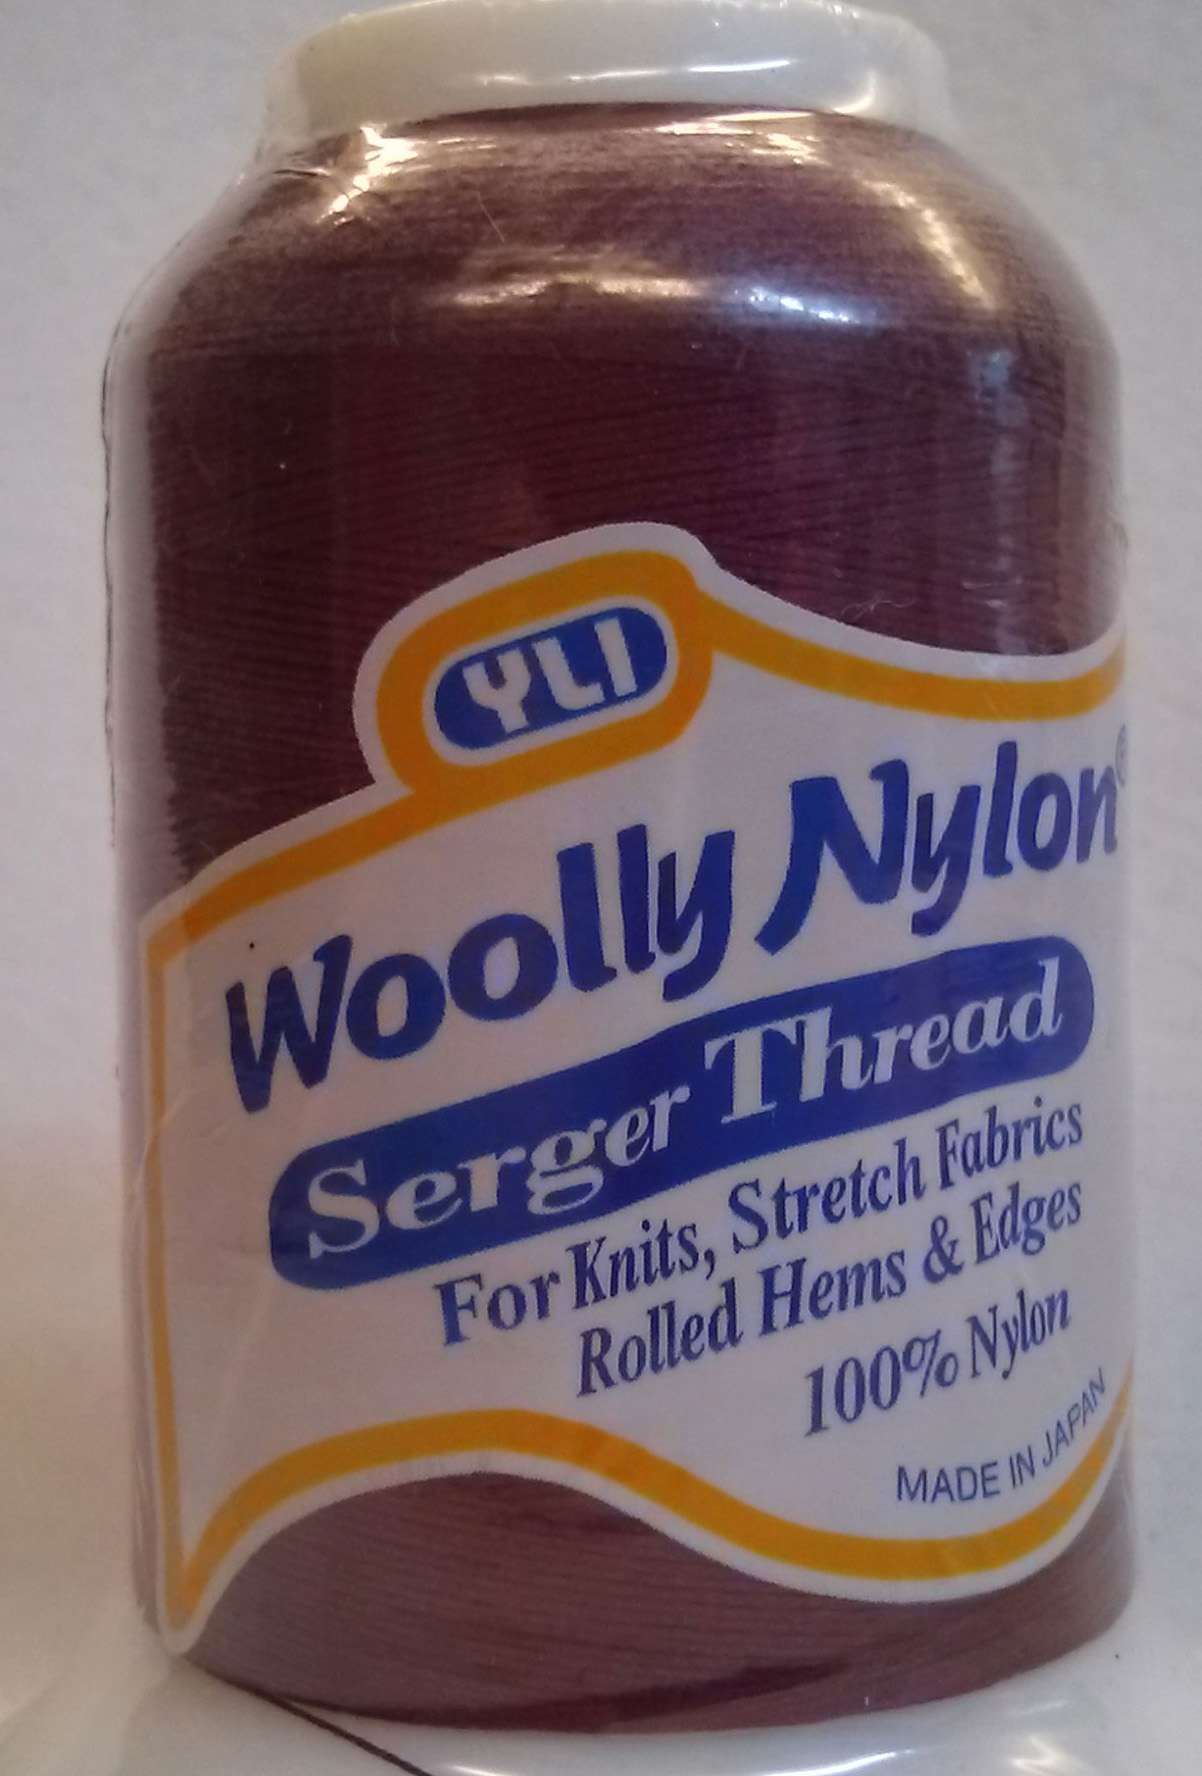 YLI
Woolly Nylon®
Serger Thread
For Knits, Stretch Fabrics
Rolled Hems & Edges
100% Nylon
MADE IN JAPAN